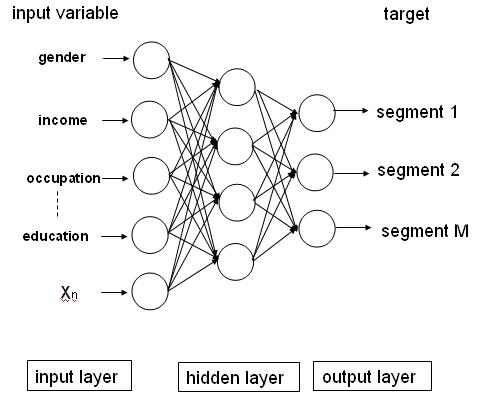 input variable
target
gender
income
segment 1
occupation
segment 2
education
segment M
Xn
input layer
hidden layer
output layer